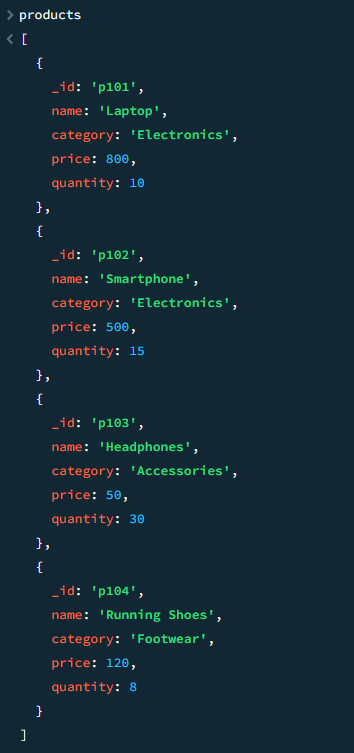 > products
< [
{
_id: 'p101',
name: 'Laptop',
category: 'Electronics',
price: 800,
quantity: 10
},
{
_id: 'p102',
name: 'Smartphone',
category: 'Electronics',
price: 500,
quantity: 15
},
{
_id: 'p103',
name: 'Headphones',
category: 'Accessories',
price: 50,
quantity: 30
},
{
_id: 'p104',
name: 'Running Shoes',
category: 'Footwear',
price: 120,
quantity: 8
}
]